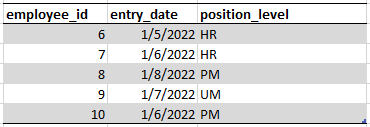 employee_id entry_date position_level
6 1/5/2022 HR
7 1/6/2022 HR
8 1/8/2022 PM
9 1/7/2022 UM
10 1/6/2022 PM